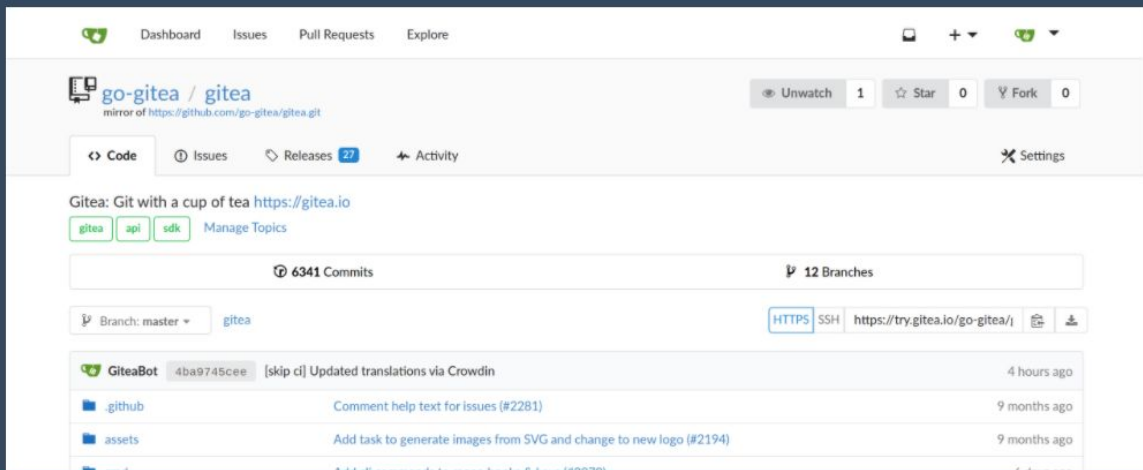 Dashboard Issues Pull Requests Explore
go-gitea / gitea
Unwatch 1 Star 0 Fork 0
mirror of https://github.com/go-gitea/gitea.git
Code Issues Releases 27 Activity Settings
Gitea: Git with a cup of tea https://gitea.io
gitea api sdk Manage Topics
6341 Commits 12 Branches
Branch: master gitea HTTPS SSH https://try.gitea.io/go-gitea/
GiteaBot 4ba9745cee [skip ci] Updated translations via Crowdin 4 hours ago
.github Comment help text for issues (#2281) 9 months ago
assets Add task to generate images from SVG and change to new logo (#2194) 9 months ago